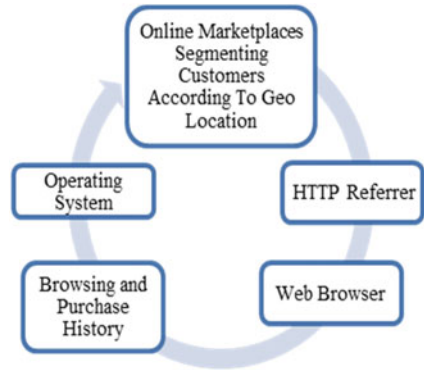 Online Marketplaces
Segmenting
Customers
According To Geo
Location
HTTP Referrer
Web Browser
Browsing and
Purchase
History
Operating
System